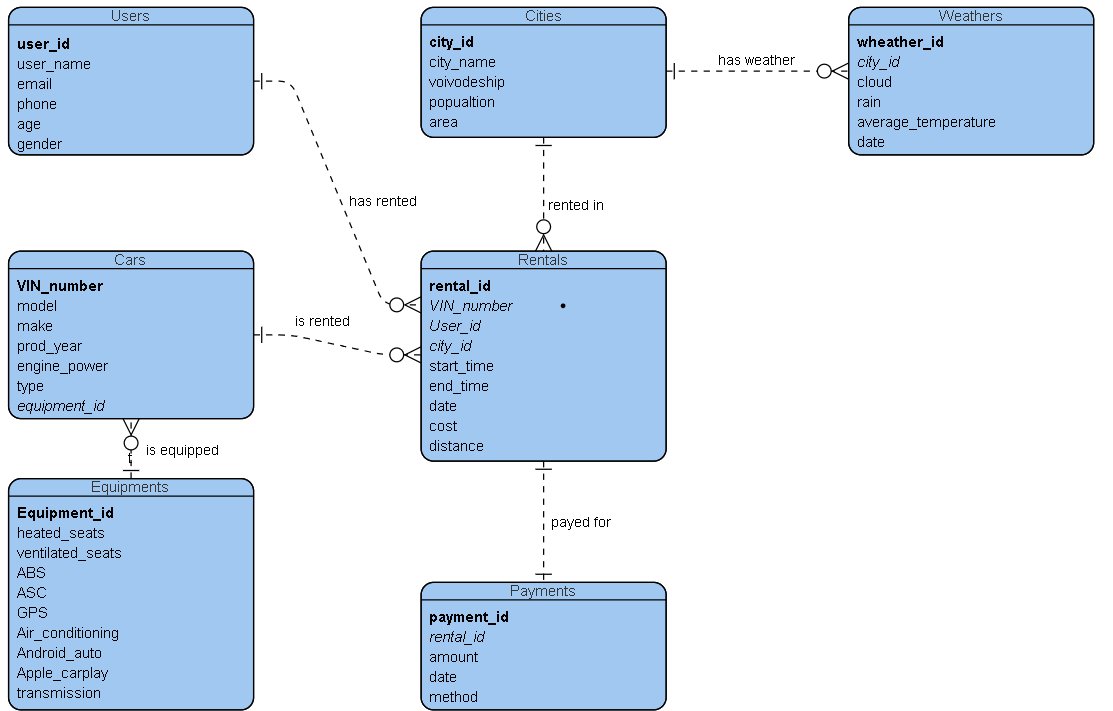 Users
user_id
user_name
email
phone
age
gender
Cities
city_id
city_name
voivodeship
popualtion
area
has weather
Weathers
wheather_id
city_id
cloud
rain
average_temperature
date
has rented
rented in
Cars
VIN_number
model
make
prod_year
engine_power
type
equipment_id
is rented
Rentals
rental_id
VIN_number
User_id
city_id
start_time
end_time
date
cost
distance
is equipped
Equipments
Equipment_id
heated_seats
ventilated_seats
ABS
ASC
GPS
Air_conditioning
Android_auto
Apple_carplay
transmission
payed for
Payments
payment_id
rental_id
amount
date
method